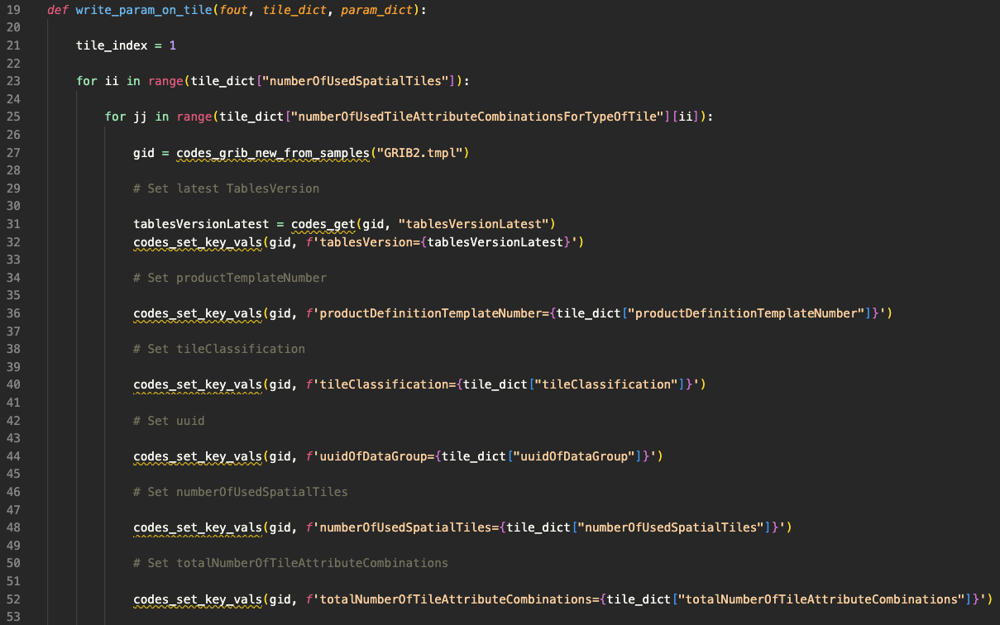 19 def write_param_on_tile(fout, tile_dict, param_dict):
20
21 tile_index = 1
22
23 for ii in range(tile_dict["numberOfUsedSpatialTiles"]):
24
25 for jj in range(tile_dict["numberOfUsedTileAttributeCombinationsForTypeOfTile"][ii]):
26
27 gid = codes_grib_new_from_samples("GRIB2.tmpl")
28
29 # Set latest TablesVersion
30
31 tablesVersionLatest = codes_get(gid, "tablesVersionLatest")
32 codes_set_key_vals(gid, f'tablesVersion={tablesVersionLatest}')
33
34 # Set productTemplateNumber
35
36 codes_set_key_vals(gid, f'productDefinitionTemplateNumber={tile_dict["productDefinitionTemplateNumber"]}')
37
38 # Set tileClassification
39
40 codes_set_key_vals(gid, f'tileClassification={tile_dict["tileClassification"]}')
41
42 # Set uuid
43
44 codes_set_key_vals(gid, f'uuidOfDataGroup={tile_dict["uuidOfDataGroup"]}')
45
46 # Set numberOfUsedSpatialTiles
47
48 codes_set_key_vals(gid, f'numberOfUsedSpatialTiles={tile_dict["numberOfUsedSpatialTiles"]}')
49
50 # Set totalNumberOfTileAttributeCombinations
51
52 codes_set_key_vals(gid, f'totalNumberOfTileAttributeCombinations={tile_dict["totalNumberOfTileAttributeCombinations"]}')
53